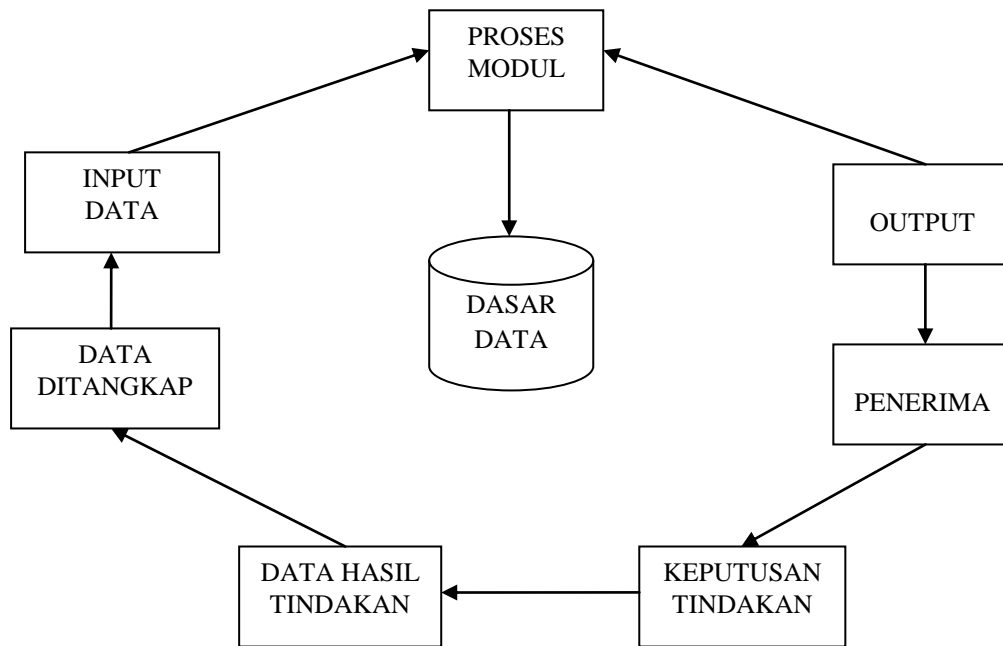 PROSES
MODUL
INPUT
DATA
OUTPUT
DASAR
DATA
DATA
DITANGKAP
PENERIMA
DATA HASIL
TINDAKAN
KEPUTUSAN
TINDAKAN